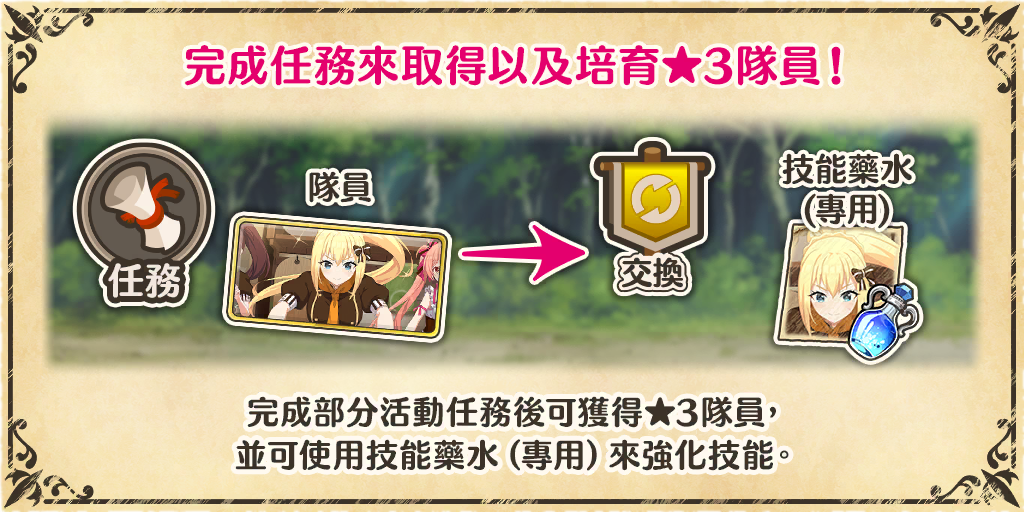 完成任務來取得以及培育★3隊員！
任務
隊員
交換
技能藥水
(專用)
完成部分活動任務後可獲得★3隊員，
並可使用技能藥水（專用）來強化技能。